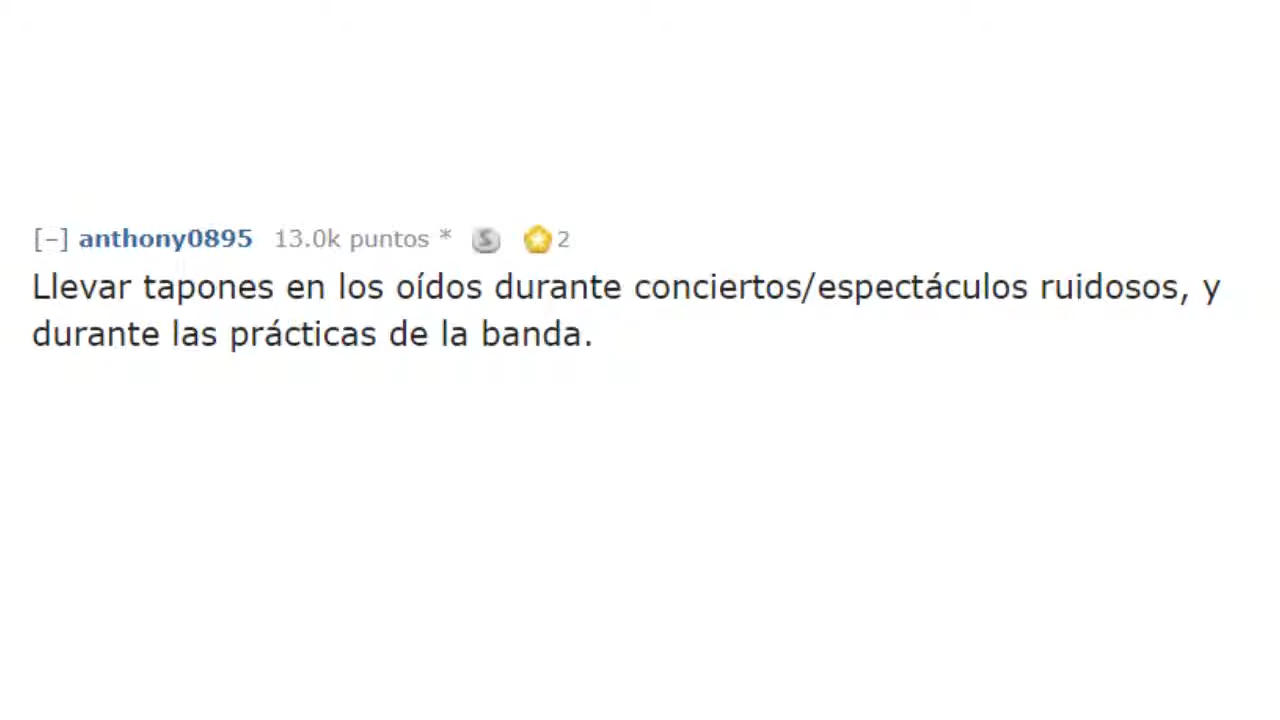 [–] anthony0895 13.0k puntos * S 2
Llevar tapones en los oídos durante conciertos/espectáculos ruidosos, y
durante las prácticas de la banda.